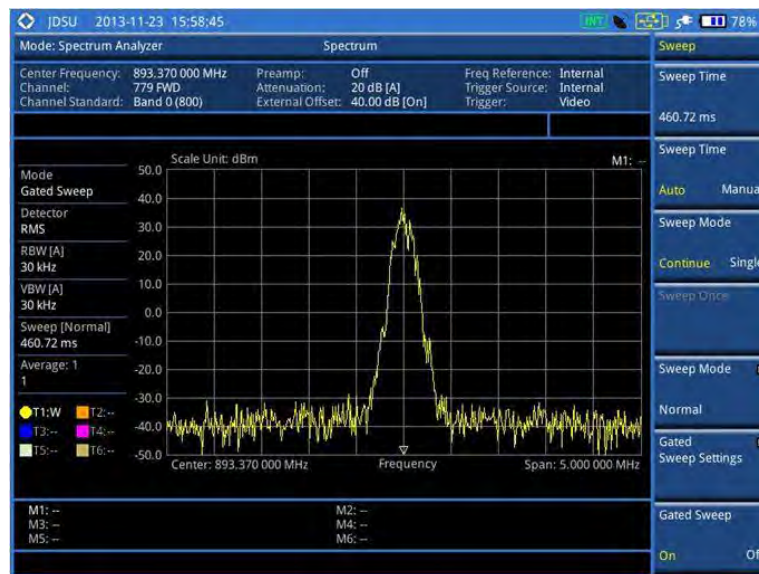 JDSU 2013-11-23 15:58:45 INT 78%
Mode: Spectrum Analyzer Spectrum Sweep
Center Frequency: 893.370 000 MHz Preamp: Off Freq Reference: Internal
Channel: 779 FWD Attenuation: 20 dB [A] Trigger Source: Internal
Channel Standard: Band 0 (800) External Offset: 40.00 dB [On] Trigger: Video
Sweep Time
460.72 ms
Sweep Time
Auto Manua
Sweep Mode
Continue Single
Sweep Once
Sweep Mode
Normal
Gated
Sweep Settings
Gated Sweep
On Of
Scale Unit: dBm M1: --
Mode
Gated Sweep
Detector
RMS
RBW [A]
30 kHz
VBW [A]
30 kHz
Sweep [Normal]
460.72 ms
Average: 1
1
T1:W T2:--
T3:-- T4:--
T5:-- T6:--
50.0
40.0
30.0
20.0
10.0
0.0
-10.0
-20.0
-30.0
-40.0
-50.0
Center: 893.370 000 MHz Frequency Span: 5.000 000 MHz
M1: -- M2: --
M3: -- M4: --
M5: -- M6: --